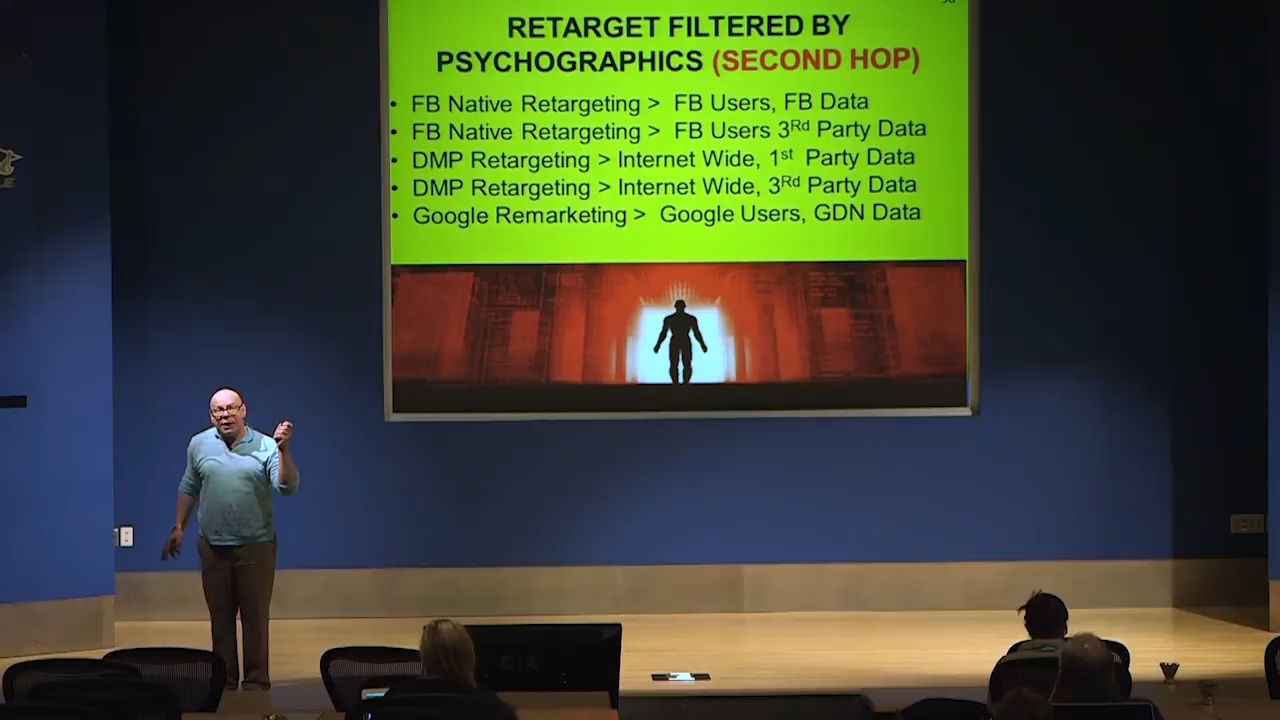 RETARGET FILTERED BY
PSYCHOGRAPHICS (SECOND HOP)
• FB Native Retargeting > FB Users, FB Data
• FB Native Retargeting > FB Users 3Rd Party Data
• DMP Retargeting > Internet Wide, 1st Party Data
• DMP Retargeting > Internet Wide, 3Rd Party Data
• Google Remarketing > Google Users, GDN Data